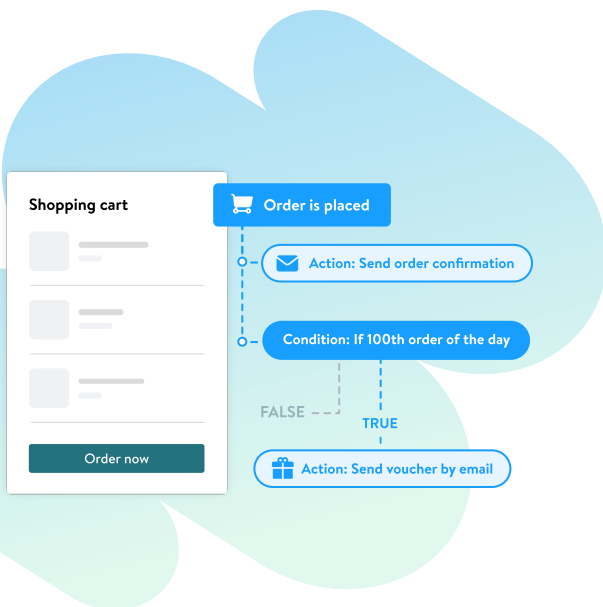 Shopping cart
Order is placed
Action: Send order confirmation
Condition: If 100th order of the day
FALSE
TRUE
Order now
Action: Send voucher by email